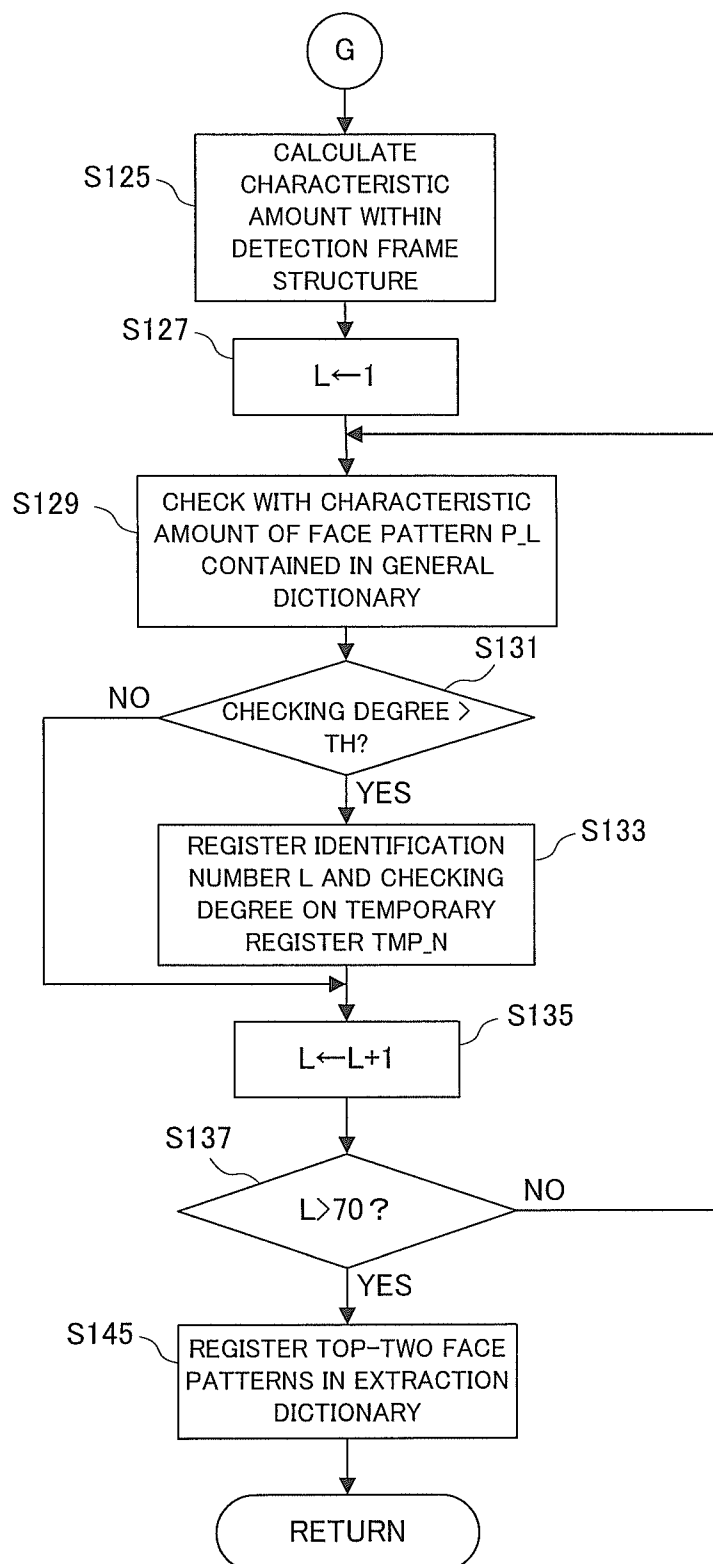 G
S125
CALCULATE
CHARACTERISTIC
AMOUNT WITHIN
DETECTION FRAME
STRUCTURE
S127
L←1
S129
CHECK WITH CHARACTERISTIC
AMOUNT OF FACE PATTERN P_L
CONTAINED IN GENERAL
DICTIONARY
S131
NO
CHECKING DEGREE >
TH?
YES
S133
REGISTER IDENTIFICATION
NUMBER L AND CHECKING
DEGREE ON TEMPORARY
REGISTER TMP_N
S135
L←L+1
S137
L>70?
NO
YES
S145
REGISTER TOP-TWO FACE
PATTERNS IN EXTRACTION
DICTIONARY
RETURN